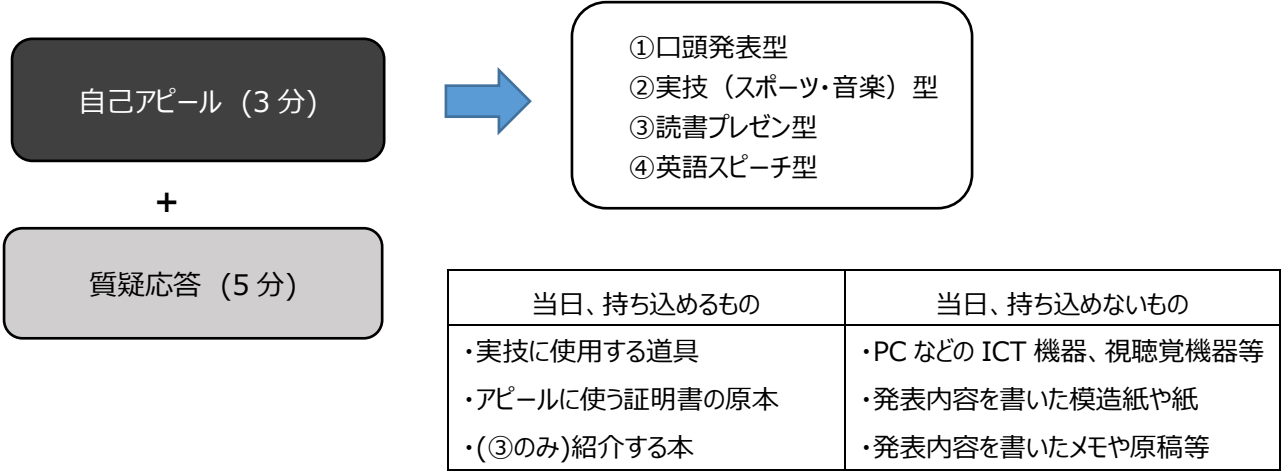 自己アピール (3 分)
①口頭発表型
②実技（スポーツ・音楽）型
③読書プレゼン型
④英語スピーチ型
+
質疑応答 (5 分)
当日、持ち込めるもの
当日、持ち込めないもの
・実技に使用する道具
・PC などの ICT 機器、視聴覚機器等
・アピールに使う証明書の原本
・発表内容を書いた模造紙や紙
・(③のみ)紹介する本
・発表内容を書いたメモや原稿等